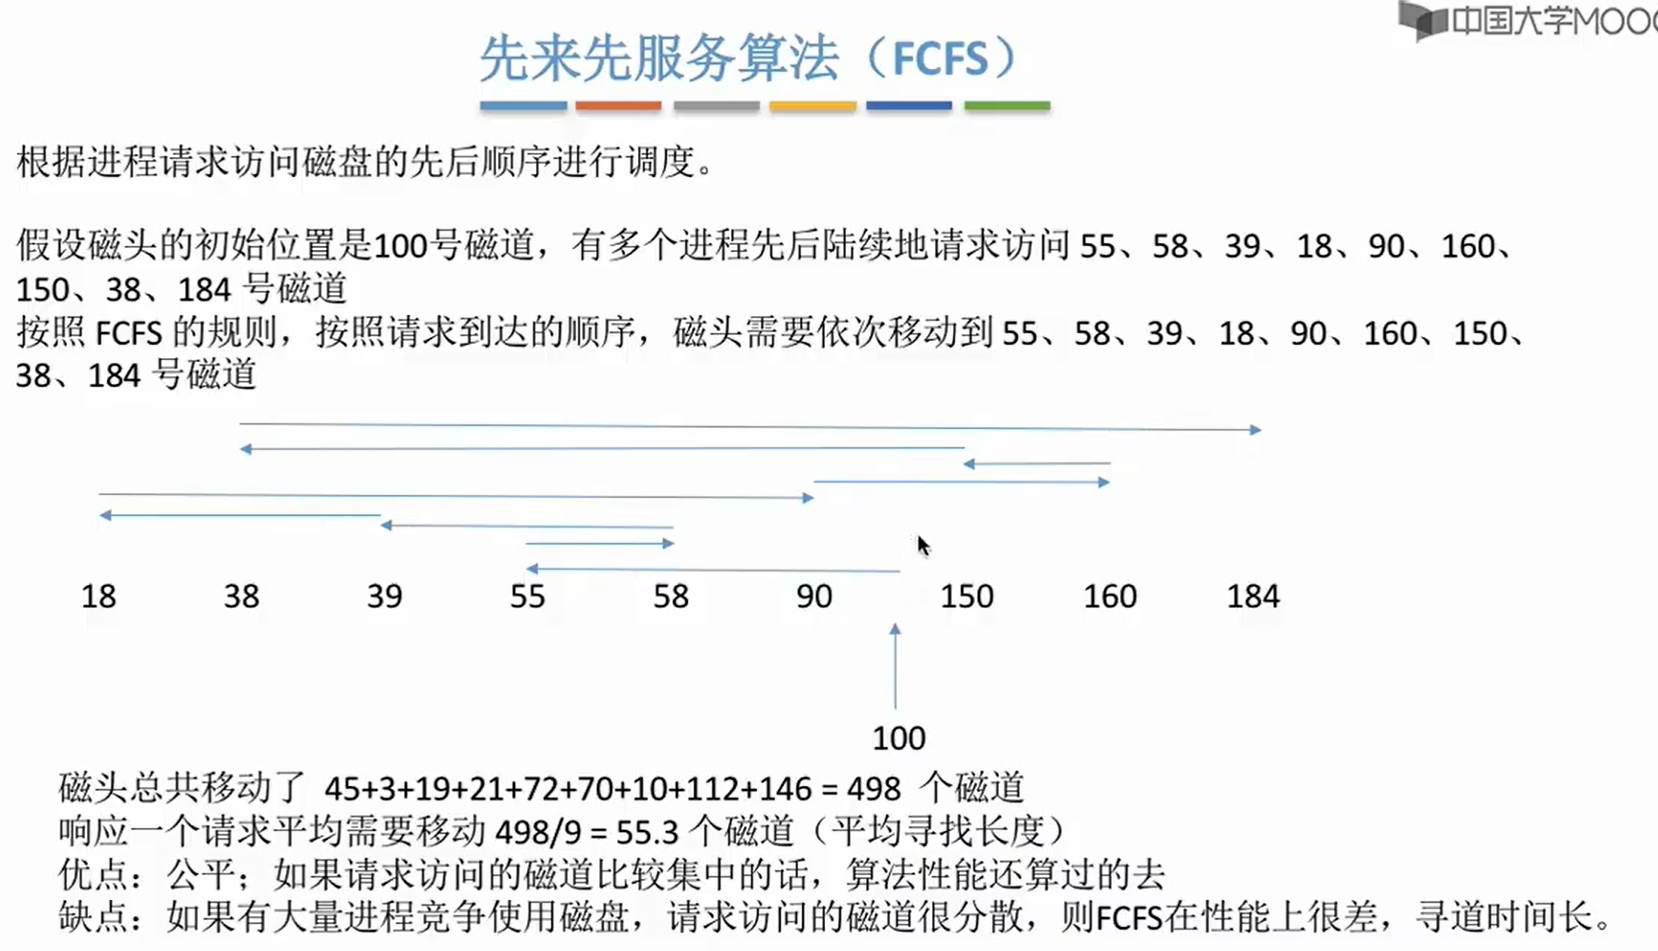 中国大学MOOC
先来先服务算法（FCFS）
根据进程请求访问磁盘的先后顺序进行调度。
假设磁头的初始位置是100号磁道，有多个进程先后陆续地请求访问 55、58、39、18、90、160、
150、38、184 号磁道
按照 FCFS 的规则，按照请求到达的顺序，磁头需要依次移动到 55、58、39、18、90、160、150、
38、184 号磁道
18 38 39 55 58 90 150 160 184
100
磁头总共移动了 45+3+19+21+72+70+10+112+146 = 498 个磁道
响应一个请求平均需要移动 498/9 = 55.3 个磁道（平均寻找长度）
优点：公平；如果请求访问的磁道比较集中的话，算法性能还算过的去
缺点：如果有大量进程竞争使用磁盘，请求访问的磁道很分散，则FCFS在性能上很差，寻道时间长。